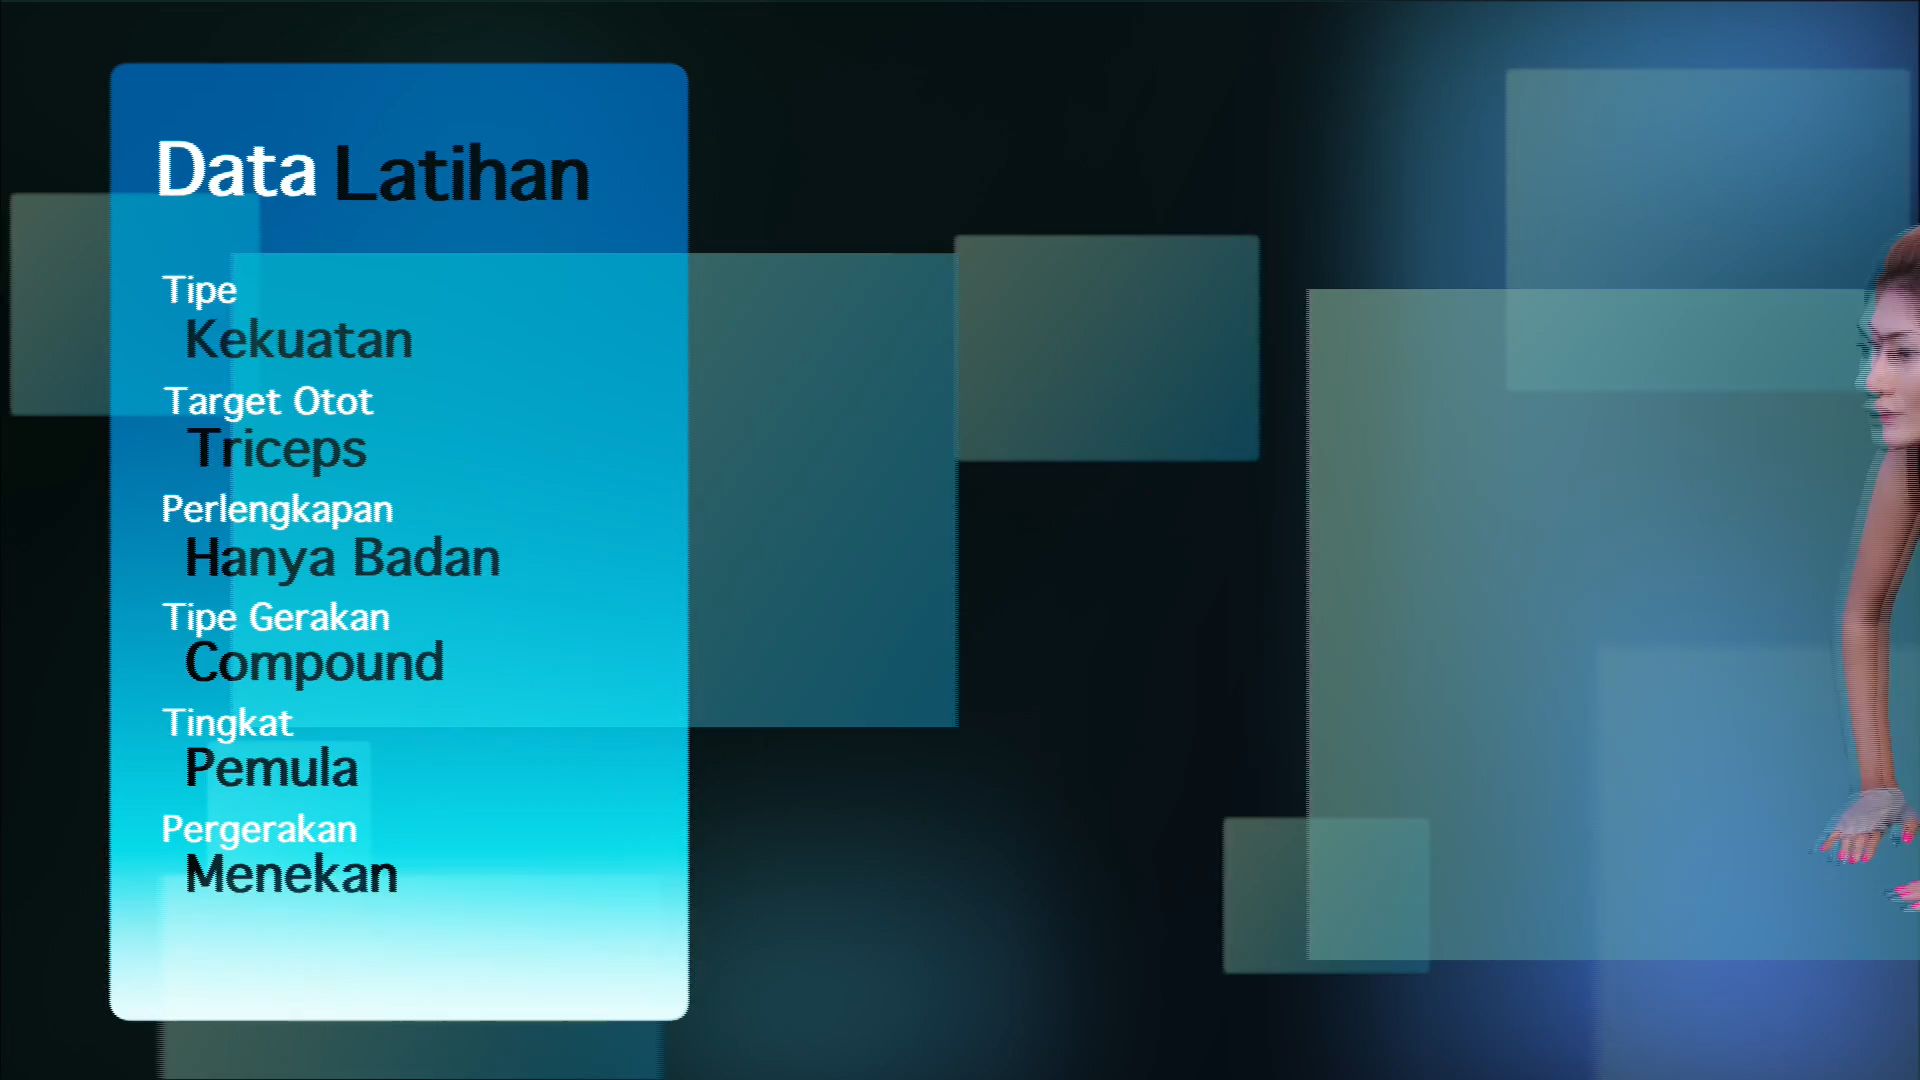 Data Latihan
Tipe
Kekuatan
Target Otot
Triceps
Perlengkapan
Hanya Badan
Tipe Gerakan
Compound
Tingkat
Pemula
Pergerakan
Menekan